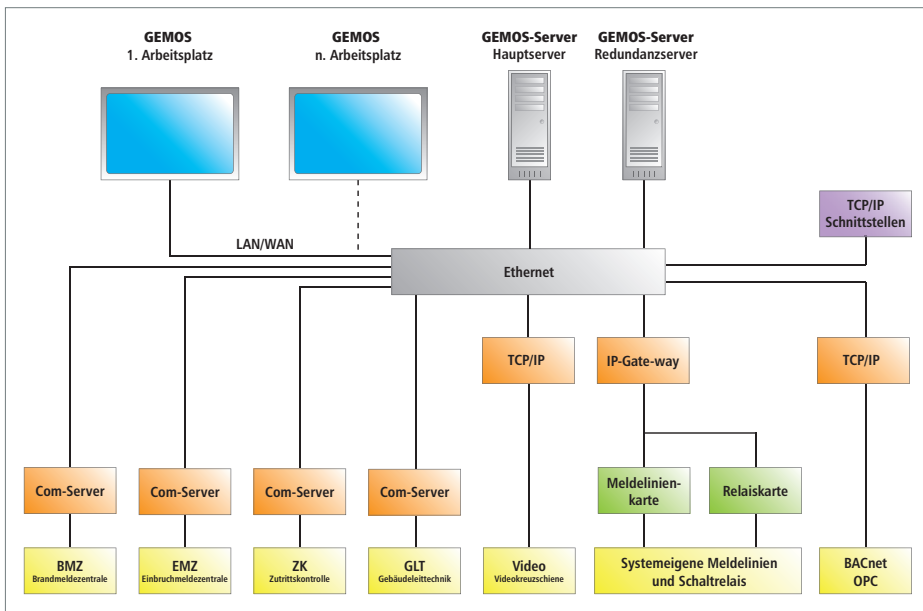 GEMOS
1. Arbeitsplatz
GEMOS
n. Arbeitsplatz
GEMOS-Server
Hauptserver
GEMOS-Server
Redundanzserver
TCP/IP
Schnittstellen
LAN/WAN
Ethernet
TCP/IP
IP-Gate-way
TCP/IP
Com-Server
Com-Server
Com-Server
Com-Server
Meldelinien-
karte
Relaiskarte
BMZ
Brandmeldezentrale
EMZ
Einbruchmeldezentrale
ZK
Zutrittskontrolle
GLT
Gebäudeleittechnik
Video
Videokreuzschiene
Systemeigene Meldelinien
und Schaltrelais
BACnet
OPC